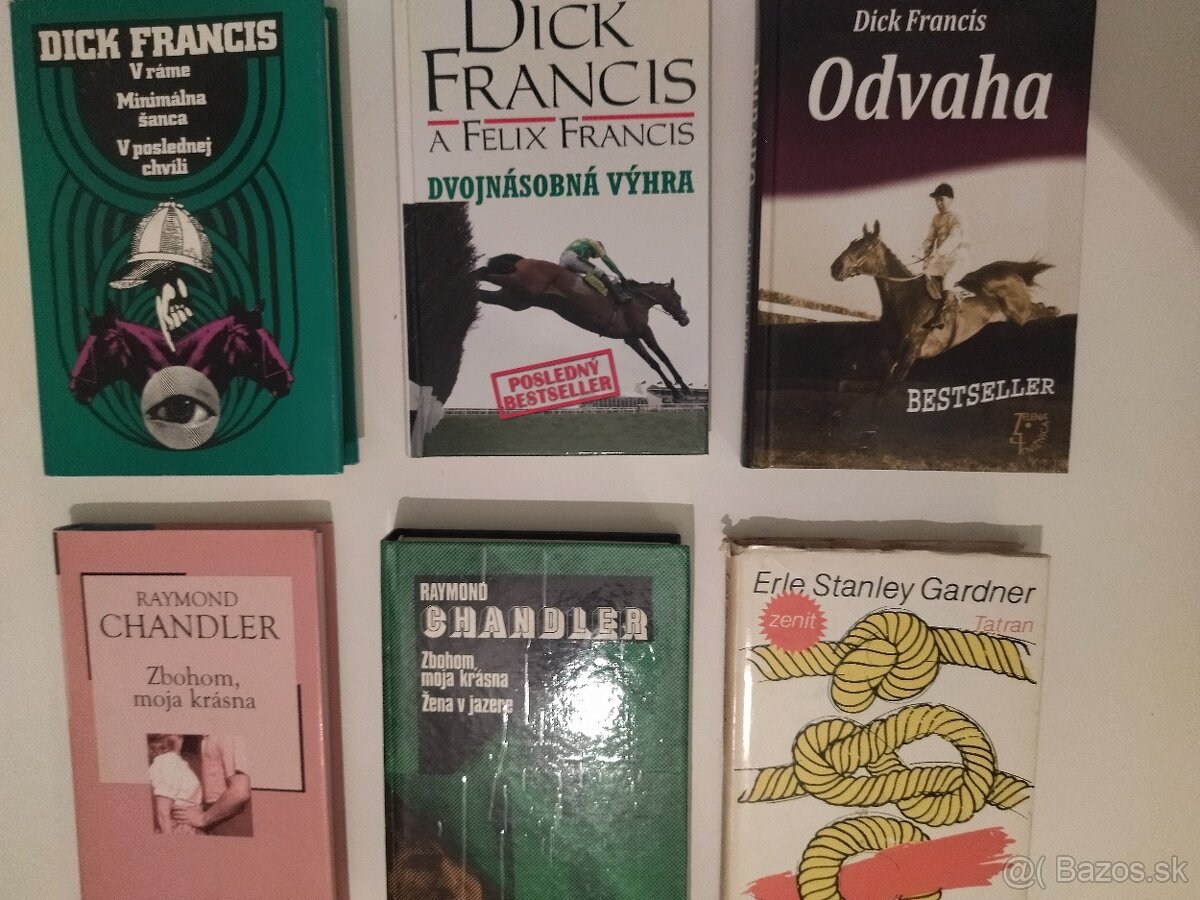 DICK FRANCIS
V ráme
Minimálna
šanca
V poslednej
chvíli
DICK
FRANCIS
A FELIX FRANCIS
DVOJNÁSOBNÁ VÝHRA
POSLEDNÝ
BESTSELLER
Dick Francis
Odvaha
BESTSELLER
ZELENÁ
KNIŽNICA
RAYMOND
CHANDLER
Zbohom,
moja krásna
RAYMOND
CHANDLER
Zbohom,
moja krásna
Žena v jazere
Erle Stanley Gardner
zenit
Tatran
@( Bazos.sk